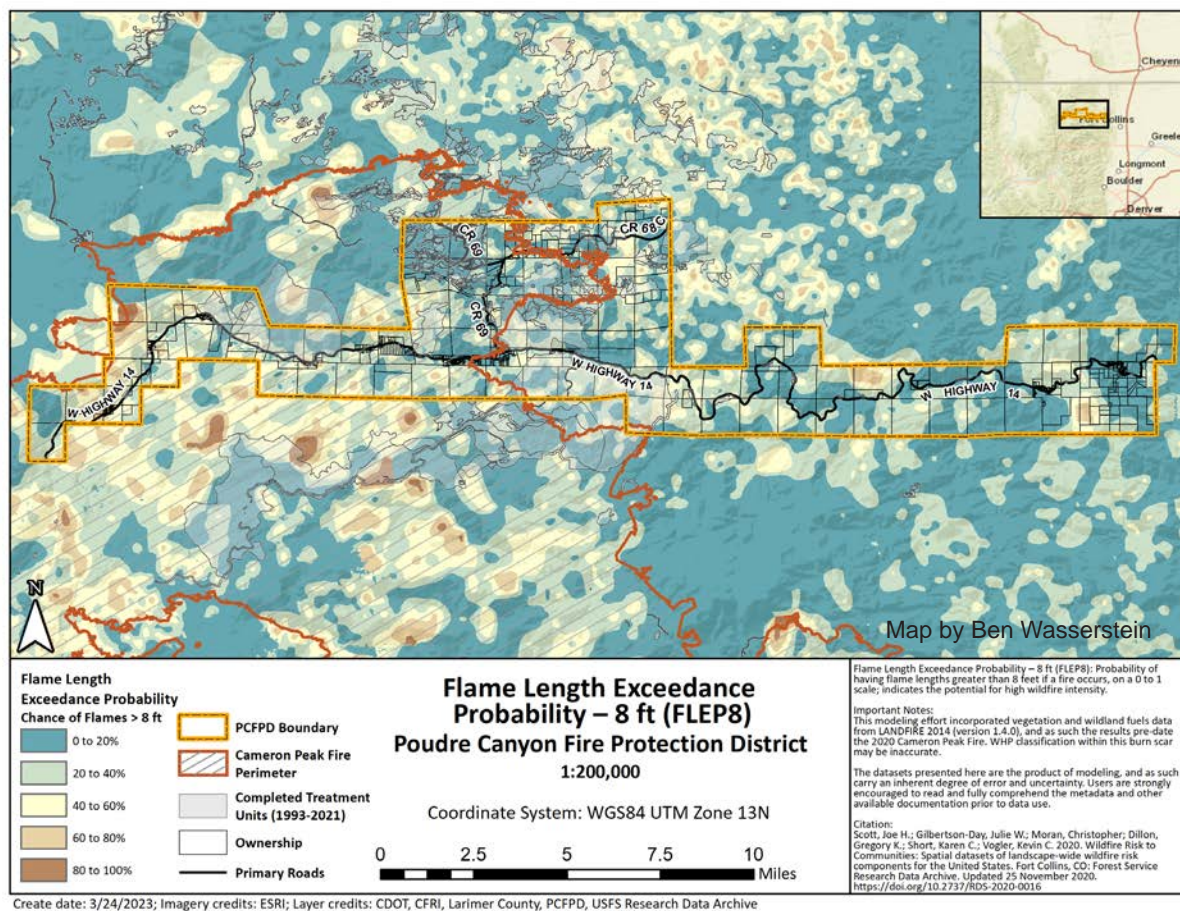 Cheyenne
Fort Collins
Greele
Longmont
Boulder
Denver
CR 69
CR 68 C
CR 69
W HIGHWAY 14
W HIGHWAY 14
W HIGHWAY 14
N
Map by Ben Wasserstein
Flame Length
Exceedance Probability
Chance of Flames > 8 ft
0 to 20%
20 to 40%
40 to 60%
60 to 80%
80 to 100%
PCFPD Boundary
Cameron Peak Fire
Perimeter
Completed Treatment
Units (1993-2021)
Ownership
Primary Roads
Flame Length Exceedance
Probability – 8 ft (FLEP8)
Poudre Canyon Fire Protection District
1:200,000
Coordinate System: WGS84 UTM Zone 13N
0 2.5 5 7.5 10
Miles
Flame Length Exceedance Probability – 8 ft (FLEP8): Probability of
having flame lengths greater than 8 feet if a fire occurs, on a 0 to 1
scale; indicates the potential for high wildfire intensity.
Important Notes:
This modeling effort incorporated vegetation and wildland fuels data
from LANDFIRE 2014 (version 1.4.0), and as such the results pre-date
the 2020 Cameron Peak Fire. WHP classification within this burn scar
may be inaccurate.
The datasets presented here are the product of modeling, and as such
carry an inherent degree of error and uncertainty. Users are strongly
encouraged to read and fully comprehend the metadata and other
available documentation prior to data use.
Citation:
Scott, Joe H.; Gilbertson-Day, Julie W.; Moran, Christopher; Dillon,
Gregory K.; Short, Karen C.; Vogler, Kevin C. 2020. Wildfire Risk to
Communities: Spatial datasets of landscape-wide wildfire risk
components for the United States. Fort Collins, CO: Forest Service
Research Data Archive. Updated 25 November 2020.
https://doi.org/10.2737/RDS-2020-0016
Create date: 3/24/2023; Imagery credits: ESRI; Layer credits: CDOT, CFRI, Larimer County, PCFPD, USFS Research Data Archive